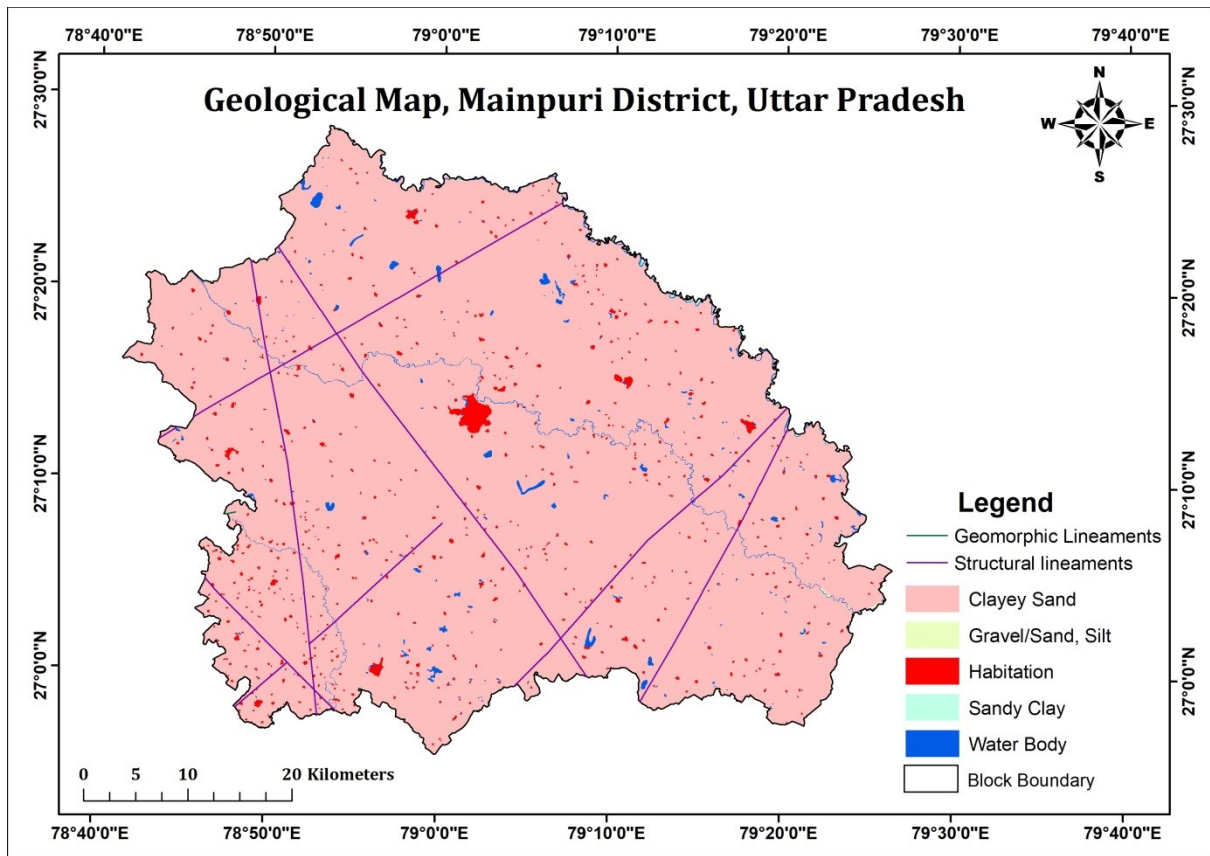 78°40'0"E 78°50'0"E 79°0'0"E 79°10'0"E 79°20'0"E 79°30'0"E 79°40'0"E
27°30'0"N
27°20'0"N
27°10'0"N
27°0'0"N
Geological Map, Mainpuri District, Uttar Pradesh
N
W E
S
27°30'0"N
27°20'0"N
27°10'0"N
27°0'0"N
Legend
Geomorphic Lineaments
Structural lineaments
Clayey Sand
Gravel/Sand, Silt
Habitation
Sandy Clay
Water Body
Block Boundary
0 5 10 20 Kilometers
78°40'0"E 78°50'0"E 79°0'0"E 79°10'0"E 79°20'0"E 79°30'0"E 79°40'0"E